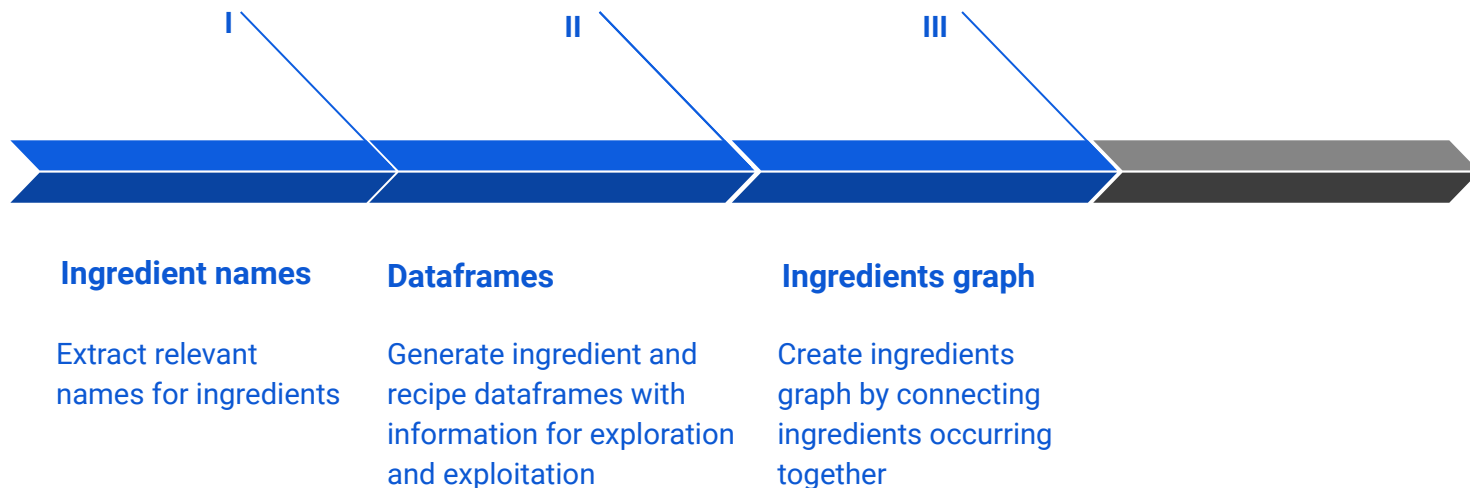 I
II
III
Ingredient names
Extract relevant
names for ingredients
Dataframes
Generate ingredient and
recipe dataframes with
information for exploration
and exploitation
Ingredients graph
Create ingredients
graph by connecting
ingredients occurring
together